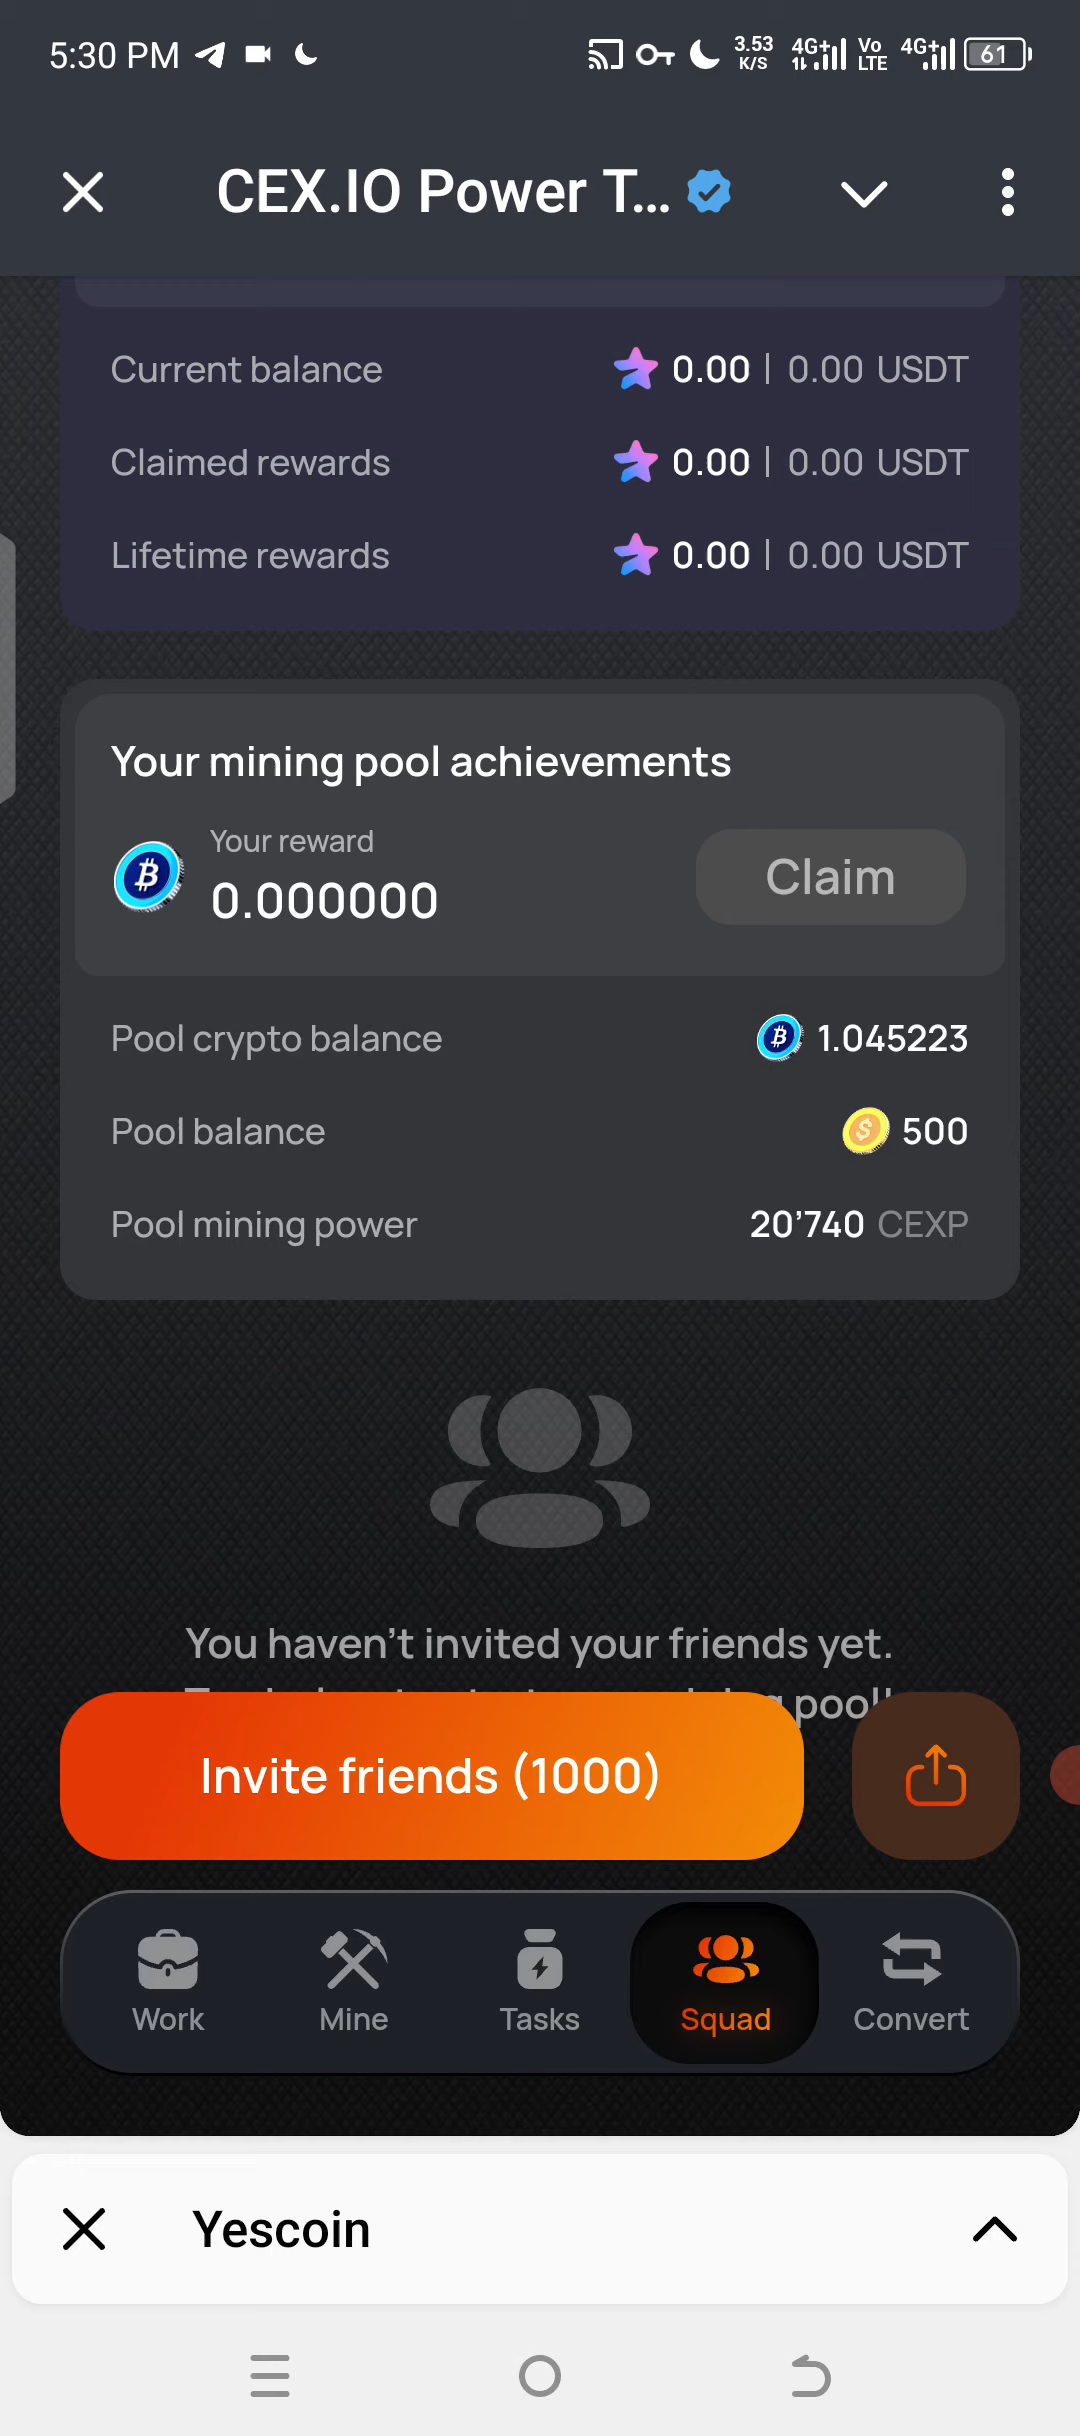 5:30 PM 3.53 K/S 4G+ Vo LTE 4G+ 61
CEX.IO Power T...
Current balance 0.00 | 0.00 USDT
Claimed rewards 0.00 | 0.00 USDT
Lifetime rewards 0.00 | 0.00 USDT
Your mining pool achievements
Your reward
0.000000
Claim
Pool crypto balance 1.045223
Pool balance 500
Pool mining power 20’740 CEXP
You haven’t invited your friends yet.
pool!
Invite friends (1000)
Work Mine Tasks Squad Convert
Yescoin